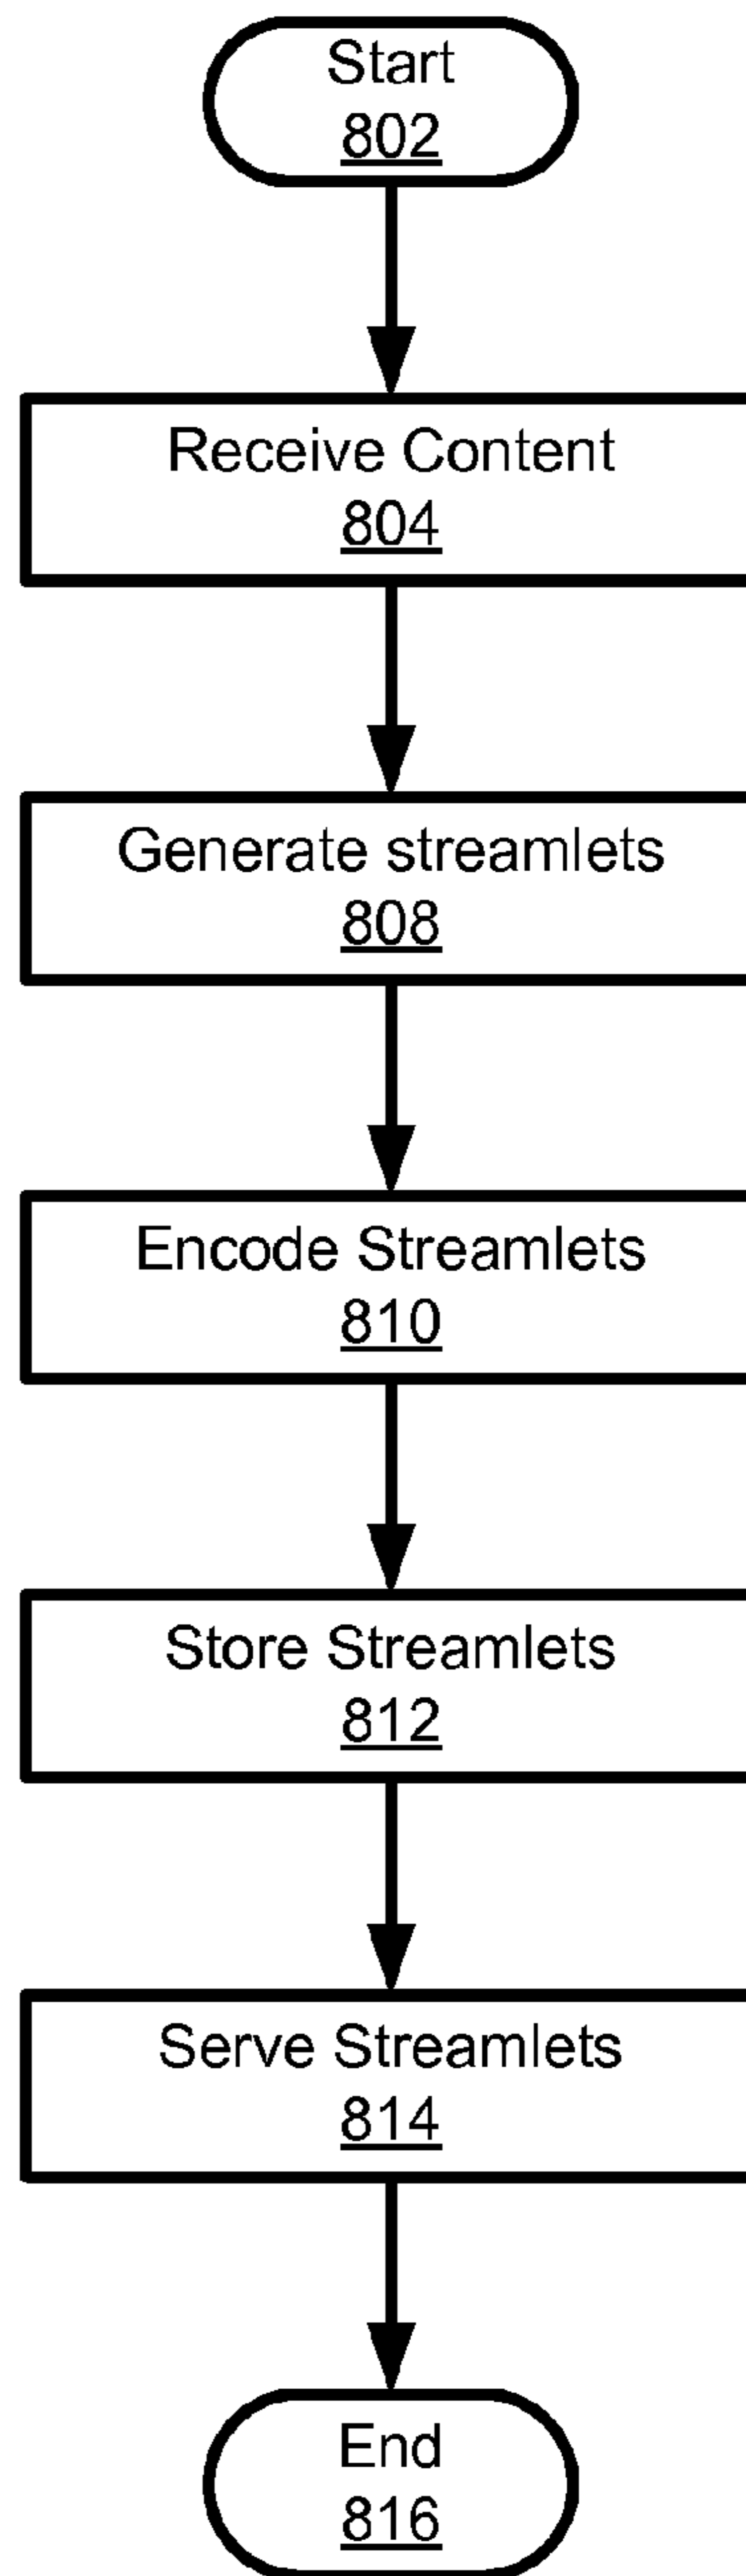 Start
802
Receive Content
804
Generate streamlets
808
Encode Streamlets
810
Store Streamlets
812
Serve Streamlets
814
End
816